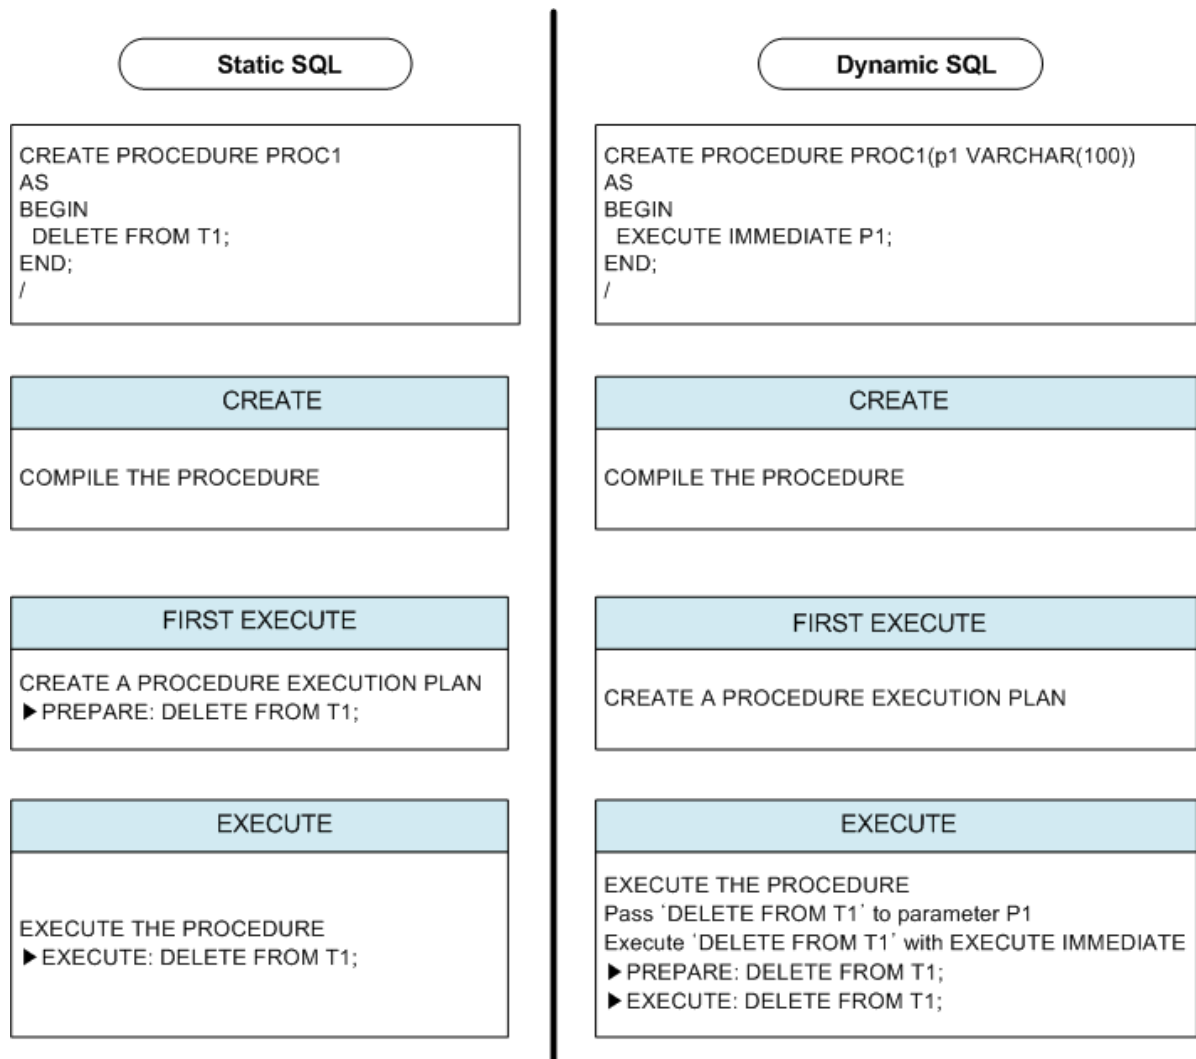 Static SQL
CREATE PROCEDURE PROC1
AS
BEGIN
DELETE FROM T1;
END;
/
CREATE
COMPILE THE PROCEDURE
FIRST EXECUTE
CREATE A PROCEDURE EXECUTION PLAN
▶PREPARE: DELETE FROM T1;
EXECUTE
EXECUTE THE PROCEDURE
▶EXECUTE: DELETE FROM T1;
Dynamic SQL
CREATE PROCEDURE PROC1(p1 VARCHAR(100))
AS
BEGIN
EXECUTE IMMEDIATE P1;
END;
/
CREATE
COMPILE THE PROCEDURE
FIRST EXECUTE
CREATE A PROCEDURE EXECUTION PLAN
EXECUTE
EXECUTE THE PROCEDURE
Pass ‘DELETE FROM T1’ to parameter P1
Execute ‘DELETE FROM T1’ with EXECUTE IMMEDIATE
▶PREPARE: DELETE FROM T1;
▶EXECUTE: DELETE FROM T1;